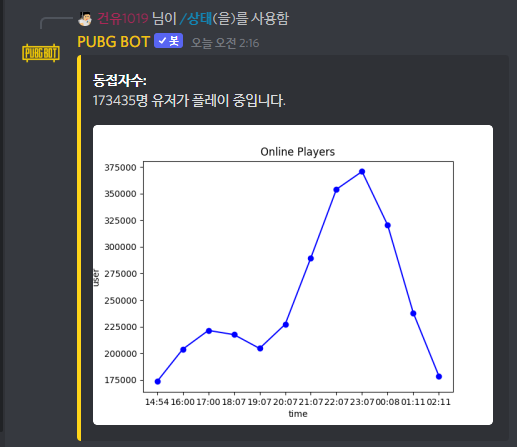 건유1019 님이 /상태(을)를 사용함
PUBG BOT
PUBG BOT ✓ 봇 오늘 오전 2:16
동접자수:
173435명 유저가 플레이 중입니다.
Online Players
375000
350000
325000
300000
275000
250000
225000
200000
175000
user
14:54 16:00 17:00 18:07 19:07 20:07 21:07 22:07 23:07 00:08 01:11 02:11
time